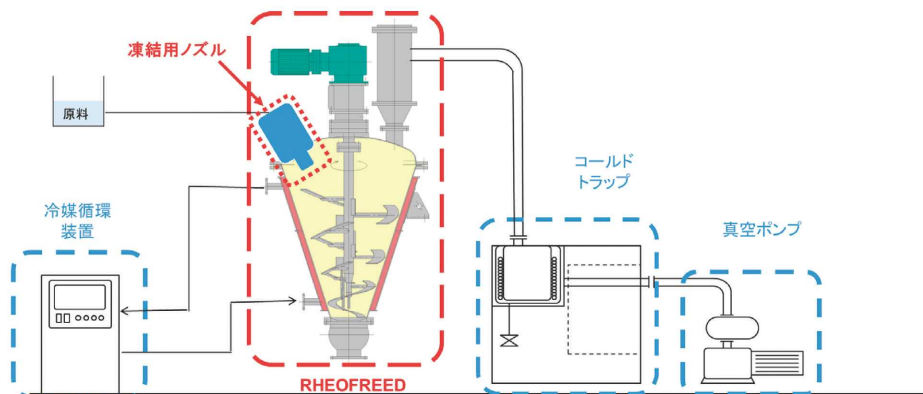 凍結用ノズル
原料
コールド
トラップ
冷媒循環
装置
真空ポンプ
RHEOFREED